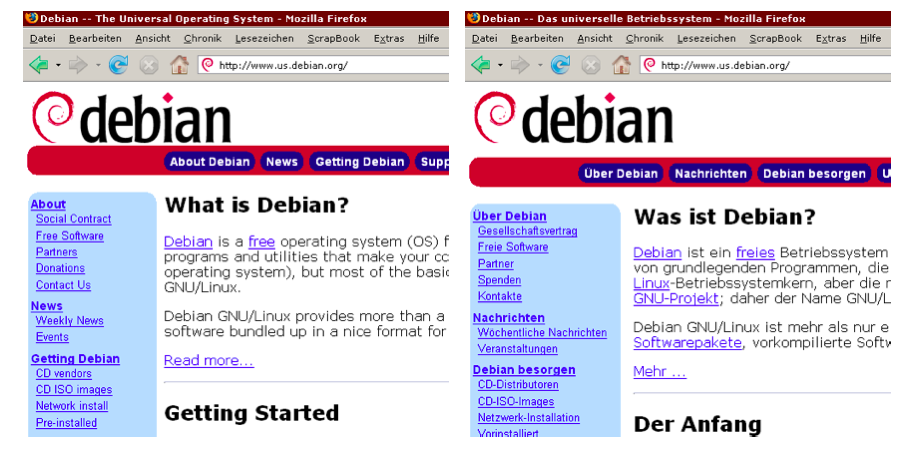 Debian -- The Universal Operating System - Mozilla Firefox
Datei Bearbeiten Ansicht Chronik Lesezeichen ScrapBook Extras Hilfe
http://www.us.debian.org/
debian
About Debian News Getting Debian Supp
About
Social Contract
Free Software
Partners
Donations
Contact Us
News
Weekly News
Events
Getting Debian
CD vendors
CD ISO images
Network install
Pre-installed
What is Debian?
Debian is a free operating system (OS) f
programs and utilities that make your cc
operating system), but most of the basic
GNU/Linux.
Debian GNU/Linux provides more than a
software bundled up in a nice format for
Read more...
Getting Started
Debian -- Das universelle Betriebssystem - Mozilla Firefox
Datei Bearbeiten Ansicht Chronik Lesezeichen ScrapBook Extras Hilfe
http://www.us.debian.org/
debian
Über Debian Nachrichten Debian besorgen U
Über Debian
Gesellschaftsvertrag
Freie Software
Partner
Spenden
Kontakte
Nachrichten
Wöchentliche Nachrichten
Veranstaltungen
Debian besorgen
CD-Distributoren
CD-ISO-Images
Netzwerk-Installation
Vorinstalliert
Was ist Debian?
Debian ist ein freies Betriebssystem
von grundlegenden Programmen, die
Linux-Betriebssystemkern, aber die
GNU-Projekt; daher der Name GNU/L
Debian GNU/Linux ist mehr als nur e
Softwarepakete, vorkompilierte Softw
Mehr ...
Der Anfang